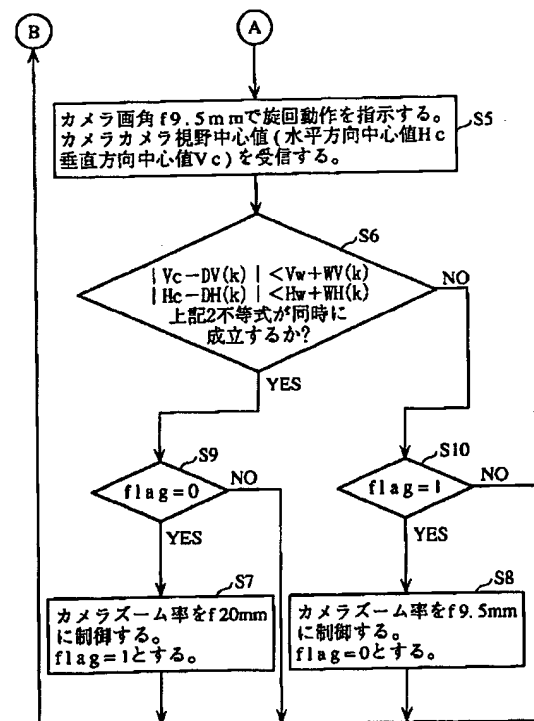 B
A
カメラ画角f9.5mmで旋回動作を指示する。
カメラカメラ視野中心値(水平方向中心値Hc
垂直方向中心値Vc)を受信する。
S5
S6
|Vc−DV(k)|<Vw+WV(k)
|Hc−DH(k)|<Hw+WH(k)
上記2不等式が同時に
成立するか?
NO
YES
S9
flag=0
NO
YES
S10
flag=1
NO
YES
S7
カメラズーム率をf20mm
に制御する。
flag=1とする。
S8
カメラズーム率をf9.5mm
に制御する。
flag=0とする。